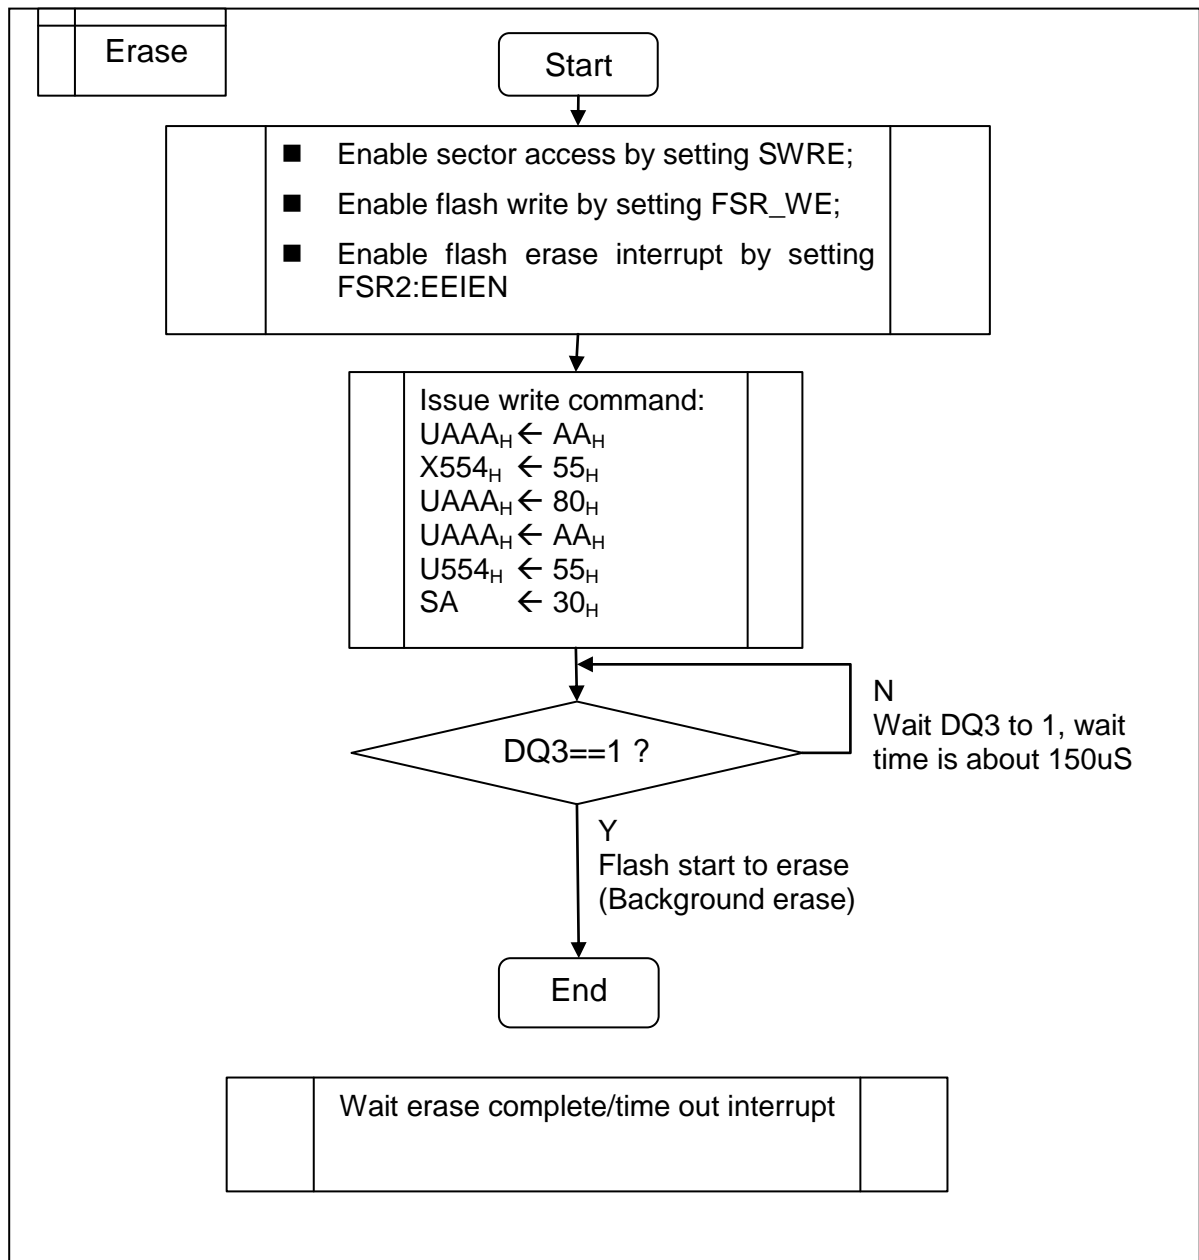 Erase
Start
■ Enable sector access by setting SWRE;
■ Enable flash write by setting FSR_WE;
■ Enable flash erase interrupt by setting
FSR2:EEIEN
Issue write command:
UAAAH ← AAH
X554H ← 55H
UAAAH ← 80H
UAAAH ← AAH
U554H ← 55H
SA ← 30H
N
Wait DQ3 to 1, wait
time is about 150uS
DQ3==1 ?
Y
Flash start to erase
(Background erase)
End
Wait erase complete/time out interrupt